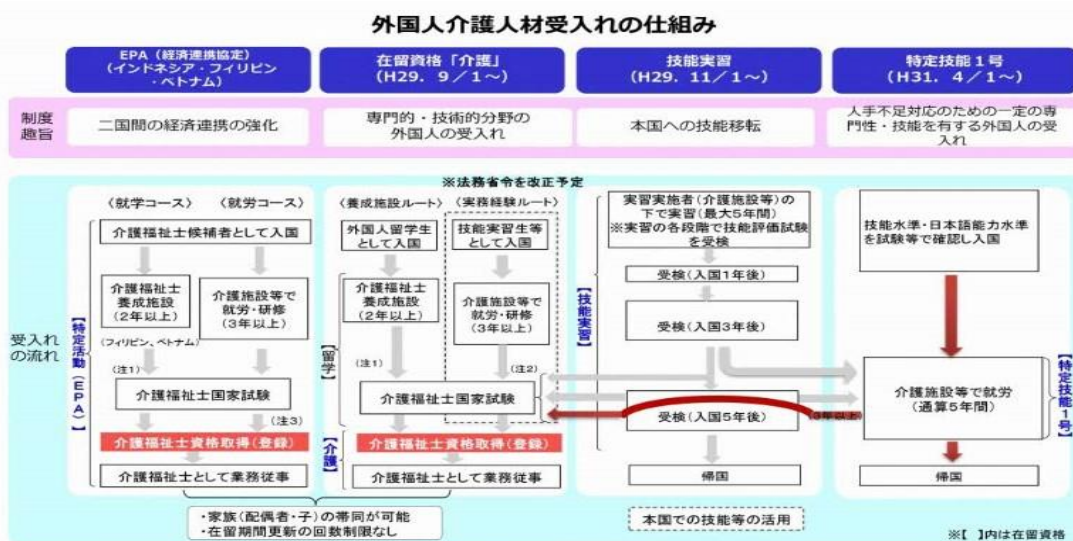 外国人介護人材受入れの仕組み
EPA(経済連携協定)
(インドネシア・フィリピン
・ベトナム)
在留資格「介護」
(H29. 9/1~)
技能実習
(H29. 11/1~)
特定技能1号
(H31. 4/1~)
制度
趣旨
二国間の経済連携の強化
専門的・技術的分野の
外国人の受入れ
本国への技能移転
人手不足対応のための一定の専
門性・技能を有する外国人の受
入れ
受入れ
の流れ
※法務省令を改正予定
【特定活動(EPA)】
〈就学コース〉
〈就労コース〉
介護福祉士候補者として入国
介護福祉士
養成施設
(2年以上)
介護施設等で
就労・研修
(3年以上)
(フィリピン、ベトナム)
(注1)
介護福祉士国家試験
(注3)
介護福祉士資格取得(登録)
介護福祉士として業務従事
〈養成施設ルート〉
〈実務経験ルート〉
外国人留学生
として入国
技能実習生等
として入国
【留学】
介護福祉士
養成施設
(2年以上)
介護施設等で
就労・研修
(3年以上)
(注1)
(注2)
介護福祉士国家試験
【介護】
介護福祉士資格取得(登録)
介護福祉士として業務従事
・家族(配偶者・子)の帯同が可能
・在留期間更新の回数制限なし
【技能実習】
実習実施者(介護施設等)の
下で実習(最大5年間)
※実習の各段階で技能評価試験
を受検
受検(入国1年後)
受検(入国3年後)
受検(入国5年後)
(3年以上)
帰国
本国での技能等の活用
技能水準・日本語能力水準
を試験等で確認し入国
介護施設等で就労
(通算5年間)
【特定技能1号】
帰国
※【 】内は在留資格